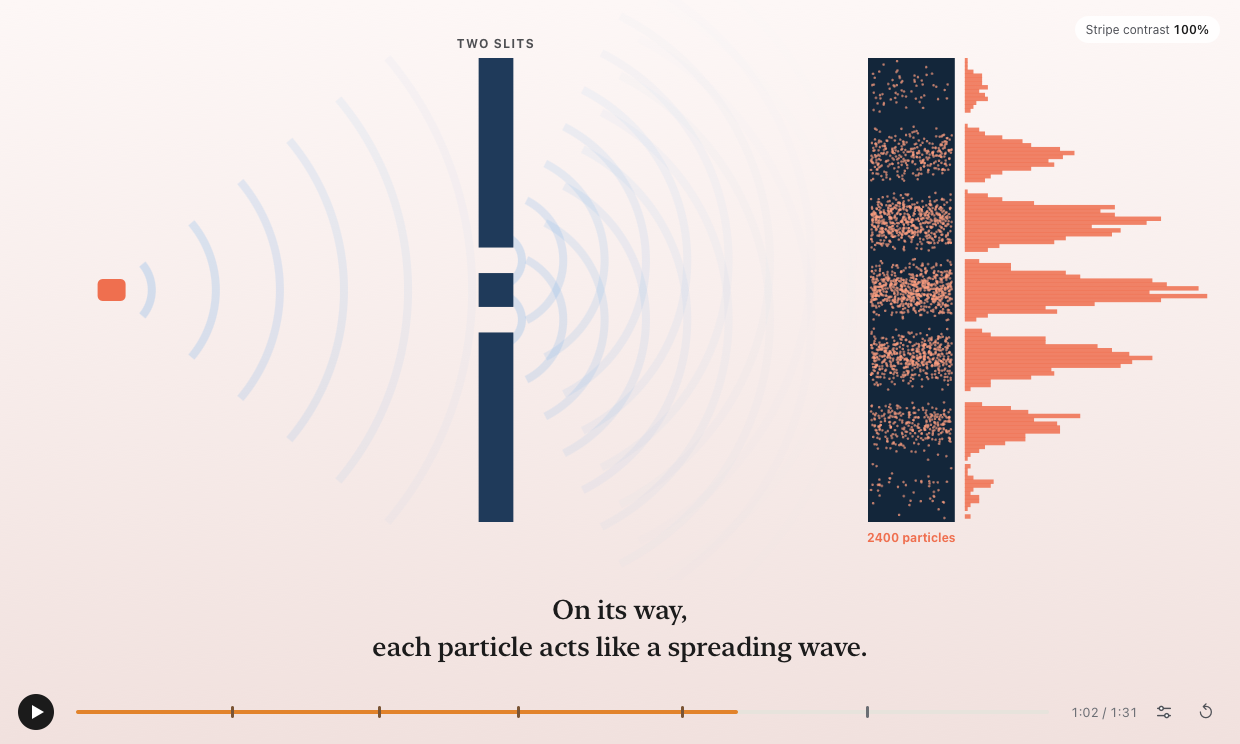 TWO SLITS
Stripe contrast 100%
2400 particles
On its way,
each particle acts like a spreading wave.
1:02 / 1:31